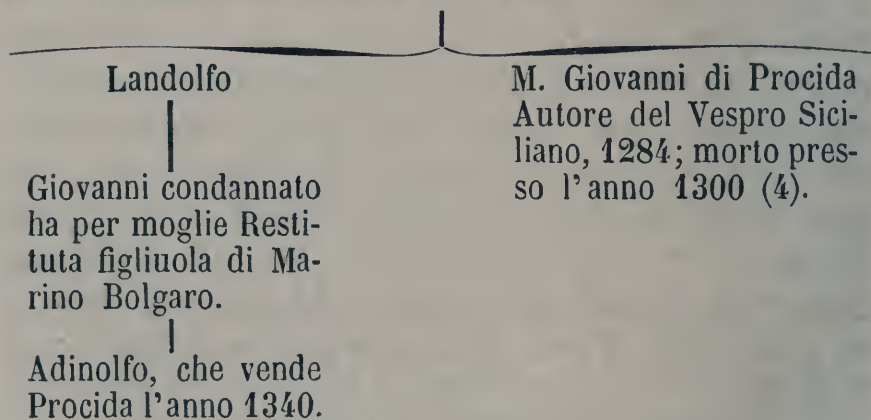 Landolfo
Giovanni condannato
ha per moglie Resti-
tuta figliuola di Ma-
rino Bolgaro.
Adinolfo, che vende
Procida l'anno 1340.
M. Giovanni di Procida
Autore del Vespro Sici-
liano, 1284; morto pres-
so l'anno 1300 (4).